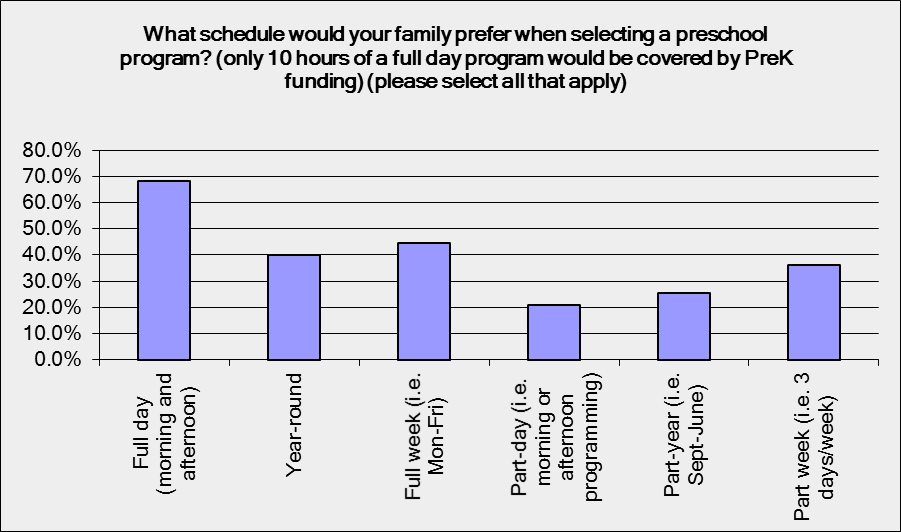 What schedule would your family prefer when selecting a preschool
program? (only 10 hours of a full day program would be covered by PreK
funding) (please select all that apply)
80.0%
70.0%
60.0%
50.0%
40.0%
30.0%
20.0%
10.0%
0.0%
Full day
(morning and
afternoon)
Year-round
Full week (i.e.
Mon-Fri)
Part-day (i.e.
morning or
afternoon
programming)
Part-year (i.e.
Sept-June)
Part week (i.e. 3
days/week)